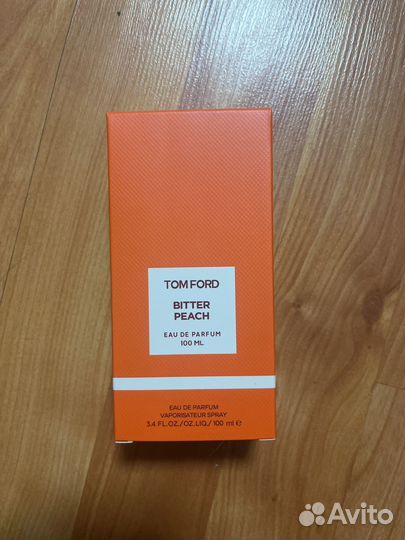 TOM FORD
BITTER
PEACH
EAU DE PARFUM
100 ML
EAU DE PARFUM
VAPORISATEUR SPRAY
3.4 FL.OZ./OZ.LIQ./ 100 ml ℮
Avito